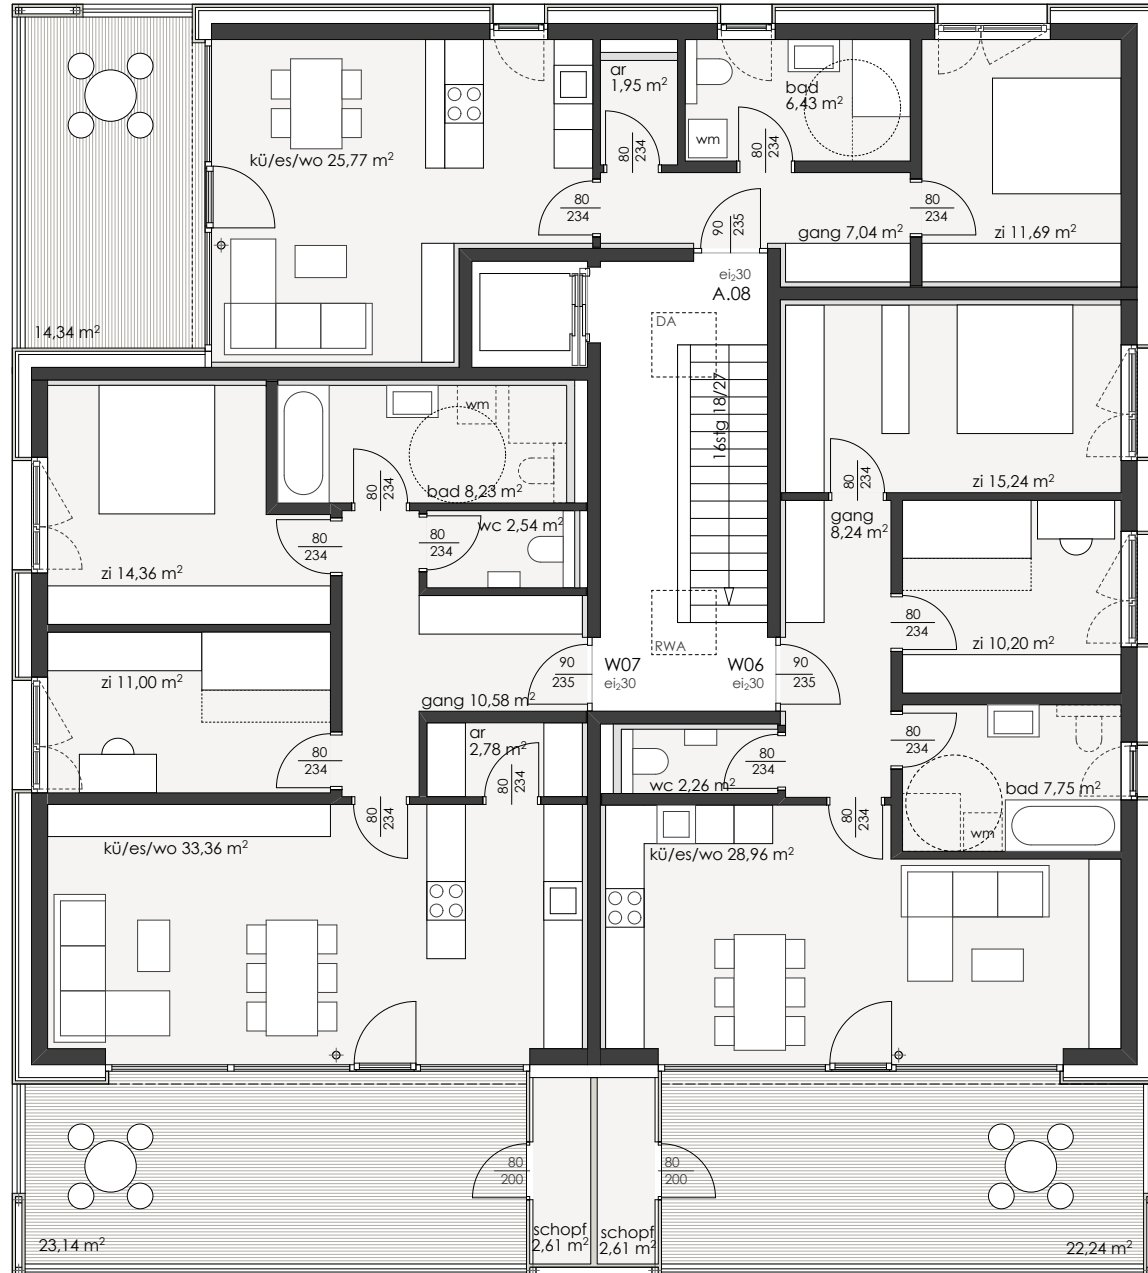 ar
1,95 m²
bad
6,43 m²
wm
kü/es/wo 25,77 m²
80
234
80
234
80
234
80
234
90
235
gang 7,04 m²
zi 11,69 m²
14,34 m²
ei₂30
A.08
DA
16stg 18/27
wm
bad 8,23 m²
80
234
zi 15,24 m²
80
234
gang
8,24 m²
wc 2,54 m²
80
234
80
234
zi 14,36 m²
80
234
zi 10,20 m²
RWA
W07
ei₂30
W06
ei₂30
90
235
90
235
zi 11,00 m²
gang 10,58 m²
ar
2,78 m²
80
234
80
234
80
234
80
234
wc 2,26 m²
bad 7,75 m²
wm
80
234
80
234
kü/es/wo 33,36 m²
kü/es/wo 28,96 m²
80
200
80
200
schopf
2,61 m²
schopf
2,61 m²
23,14 m²
22,24 m²